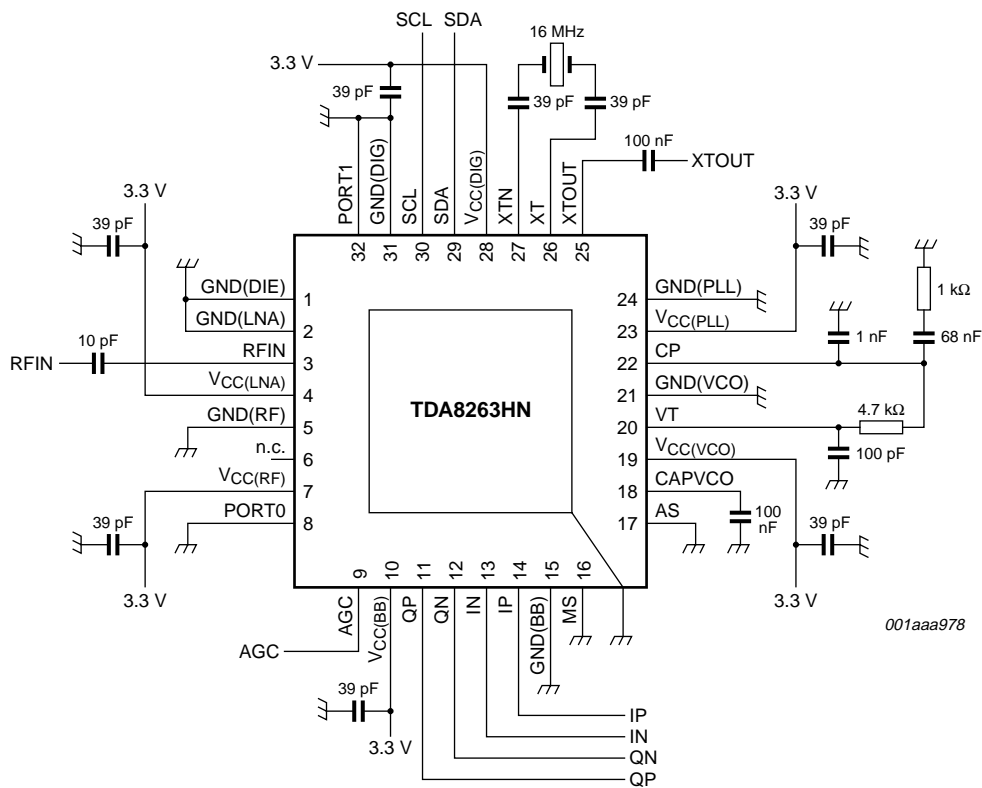 SCL SDA
16 MHz
3.3 V
39 pF
39 pF
39 pF
100 nF
XTOUT
PORT1
GND(DIG)
SCL
SDA
VCC(DIG)
XTN
XT
XTOUT
3.3 V
3.3 V
39 pF
39 pF
32
31
30
29
28
27
26
25
GND(DIE)
1
24
GND(PLL)
1 kΩ
GND(LNA)
2
23
VCC(PLL)
10 pF
1 nF
68 nF
RFIN
RFIN
3
22
CP
VCC(LNA)
4
21
GND(VCO)
TDA8263HN
4.7 kΩ
GND(RF)
5
20
VT
n.c.
6
19
VCC(VCO)
100 pF
VCC(RF)
7
18
CAPVCO
39 pF
PORT0
8
17
AS
100
nF
39 pF
9
10
11
12
13
14
15
16
3.3 V
3.3 V
AGC
VCC(BB)
QP
QN
IN
IP
GND(BB)
MS
001aaa978
AGC
39 pF
3.3 V
IP
IN
QN
QP